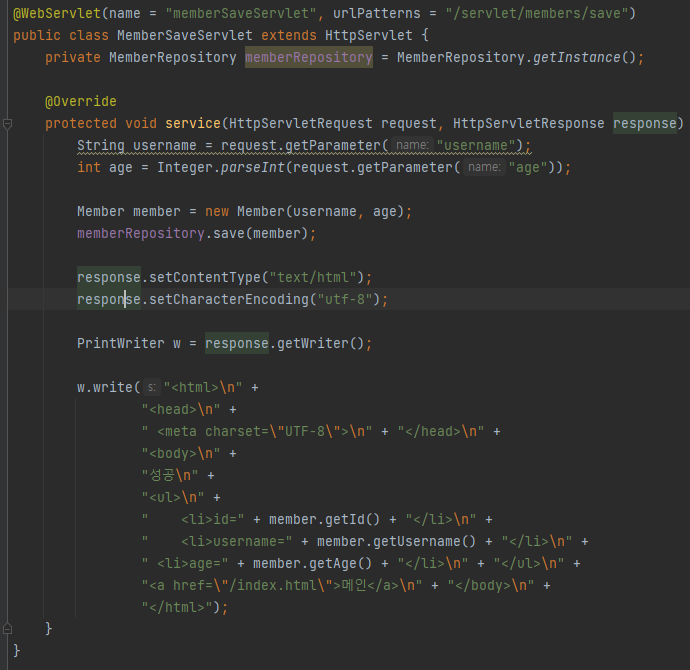 @WebServlet(name = "memberSaveServlet", urlPatterns = "/servlet/members/save")
public class MemberSaveServlet extends HttpServlet {
    private MemberRepository memberRepository = MemberRepository.getInstance();

    @Override
    protected void service(HttpServletRequest request, HttpServletResponse response)
        String username = request.getParameter( name: "username");
        int age = Integer.parseInt(request.getParameter( name: "age"));

        Member member = new Member(username, age);
        memberRepository.save(member);

        response.setContentType("text/html");
        response.setCharacterEncoding("utf-8");

        PrintWriter w = response.getWriter();

        w.write( s: "<html>\n" +
                "<head>\n" +
                " <meta charset=\"UTF-8\">\n" + "</head>\n" +
                "<body>\n" +
                "성공\n" +
                "<ul>\n" +
                "    <li>id=" + member.getId() + "</li>\n" +
                "    <li>username=" + member.getUsername() + "</li>\n" +
                " <li>age=" + member.getAge() + "</li>\n" + "</ul>\n" +
                "<a href=\"/index.html\">메인</a>\n" + "</body>\n" +
                "</html>");
    }
}